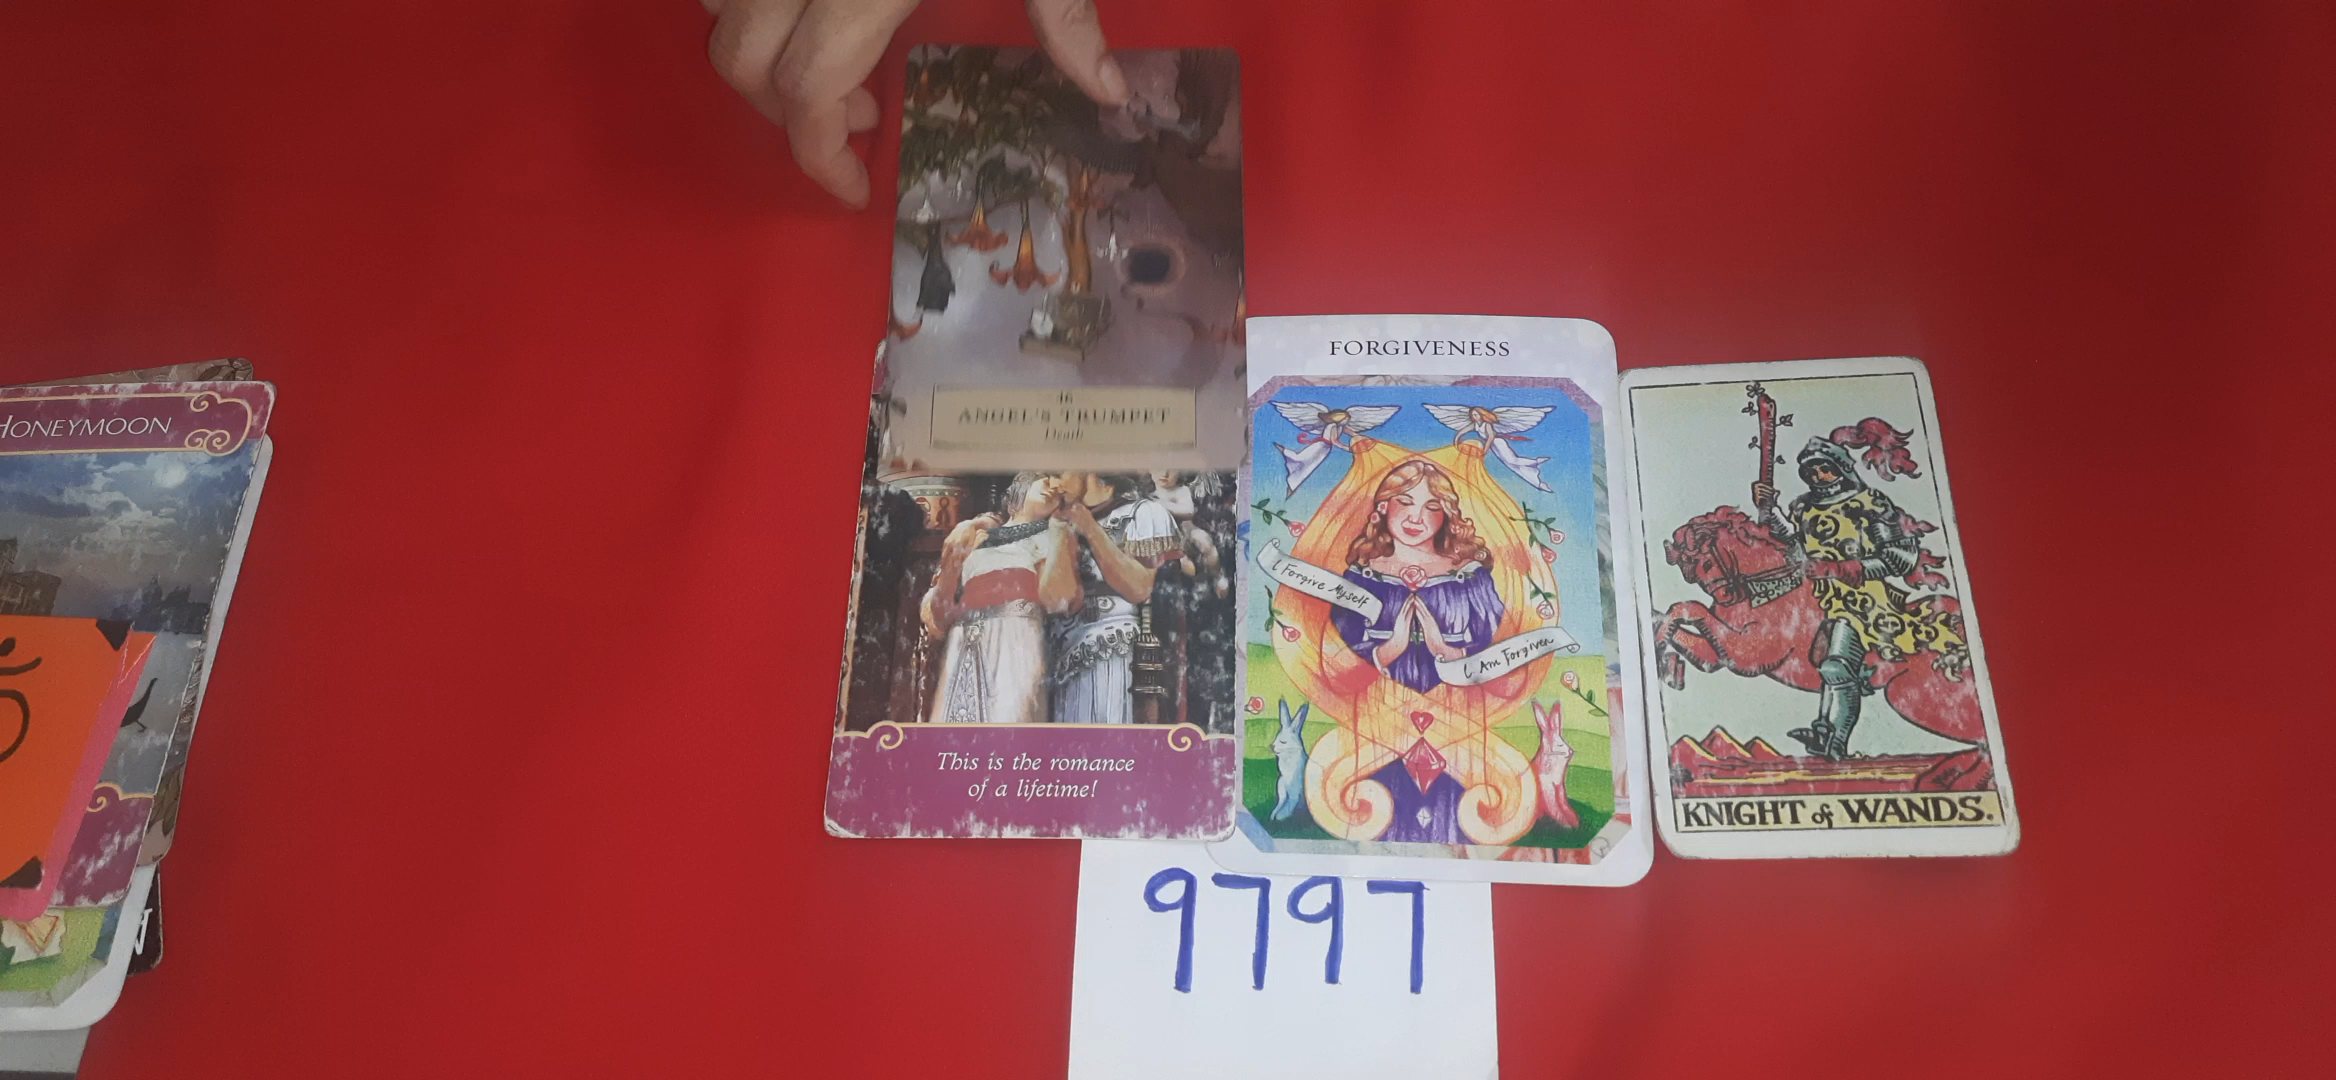 HONEYMOON
16
ANGEL'S TRUMPET
Death
This is the romance
of a lifetime!
FORGIVENESS
I Forgive Myself
I Am Forgiven
KNIGHT of WANDS.
9797